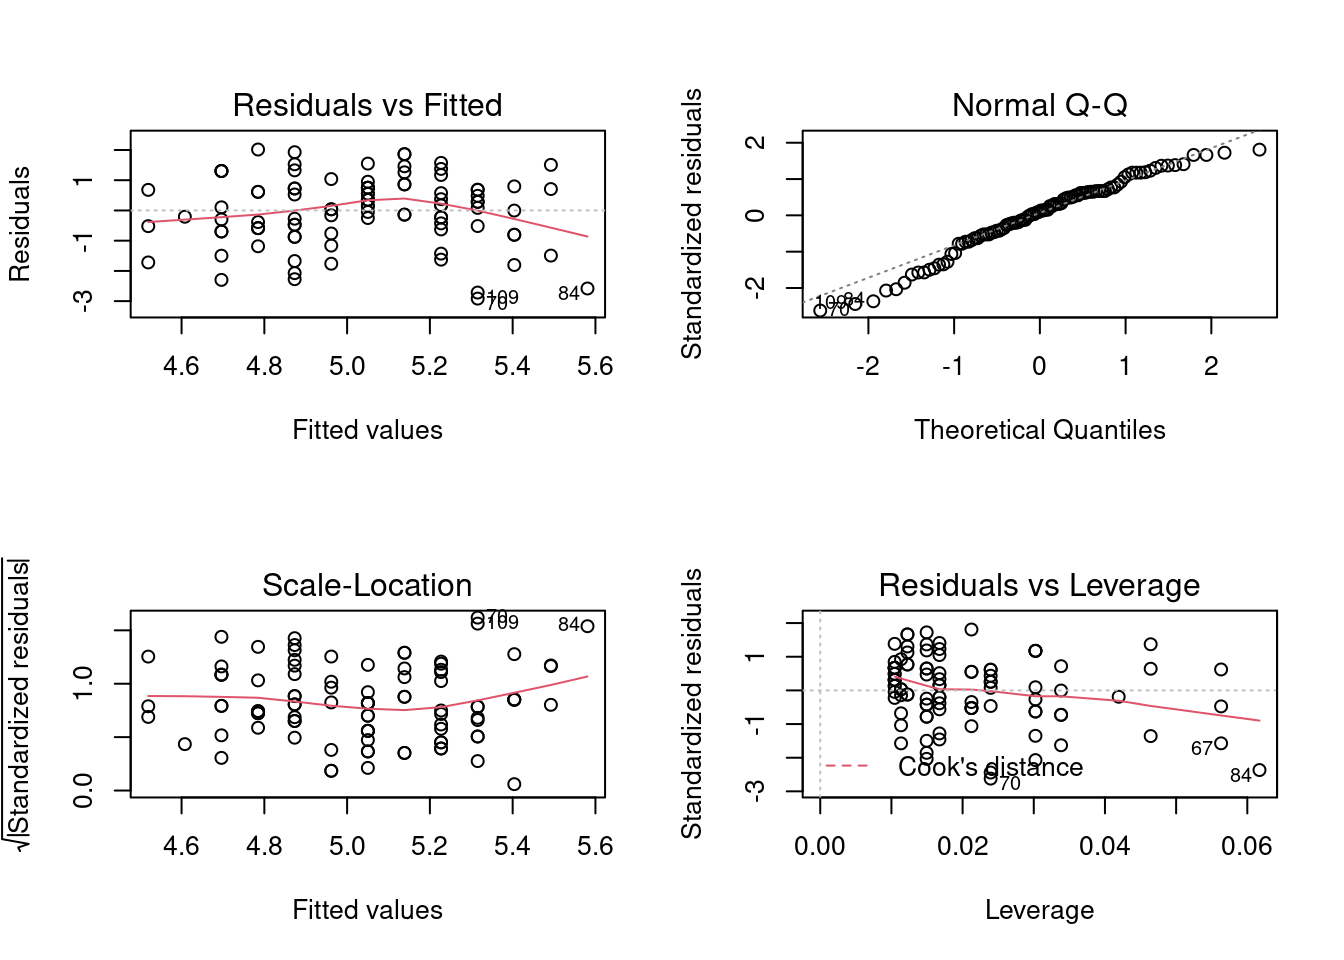 Residuals vs Fitted
Residuals
1
-1
-3
109
70
84
4.6 4.8 5.0 5.2 5.4 5.6
Fitted values
Normal Q-Q
Standardized residuals
2
0
-2
109
84
70
-2 -1 0 1 2
Theoretical Quantiles
Scale-Location
√|Standardized residuals|
1.0
0.0
70
109
84
4.6 4.8 5.0 5.2 5.4 5.6
Fitted values
Residuals vs Leverage
Standardized residuals
1
-1
-3
67
84
70
Cook's distance
0.00 0.02 0.04 0.06
Leverage